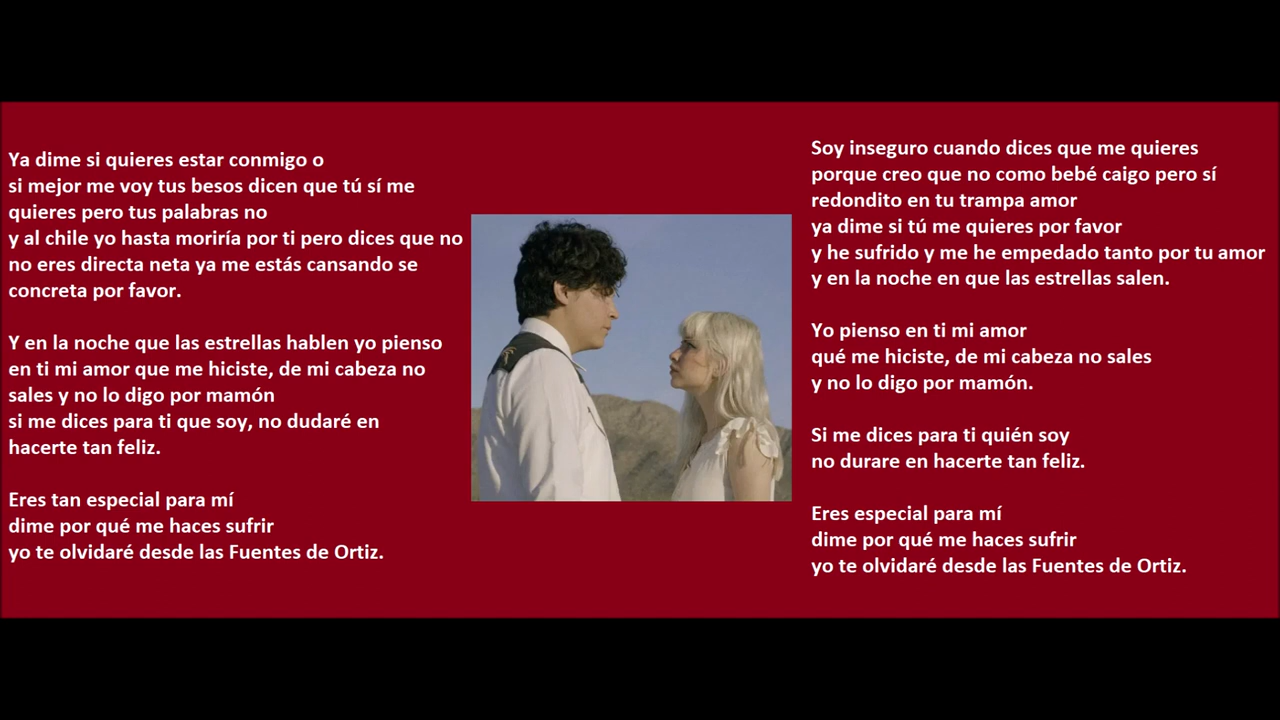 Ya dime si quieres estar conmigo o
si mejor me voy tus besos dicen que tú sí me
quieres pero tus palabras no
y al chile yo hasta moriría por ti pero dices que no
no eres directa neta ya me estás cansando se
concreta por favor.
Y en la noche que las estrellas hablen yo pienso
en ti mi amor que me hiciste, de mi cabeza no
sales y no lo digo por mamón
si me dices para ti que soy, no dudaré en
hacerte tan feliz.
Eres tan especial para mí
dime por qué me haces sufrir
yo te olvidaré desde las Fuentes de Ortiz.
Soy inseguro cuando dices que me quieres
porque creo que no como bebé caigo pero sí
redondito en tu trampa amor
ya dime si tú me quieres por favor
y he sufrido y me he empedado tanto por tu amor
y en la noche en que las estrellas salen.
Yo pienso en ti mi amor
qué me hiciste, de mi cabeza no sales
y no lo digo por mamón.
Si me dices para ti quién soy
no durare en hacerte tan feliz.
Eres especial para mí
dime por qué me haces sufrir
yo te olvidaré desde las Fuentes de Ortiz.